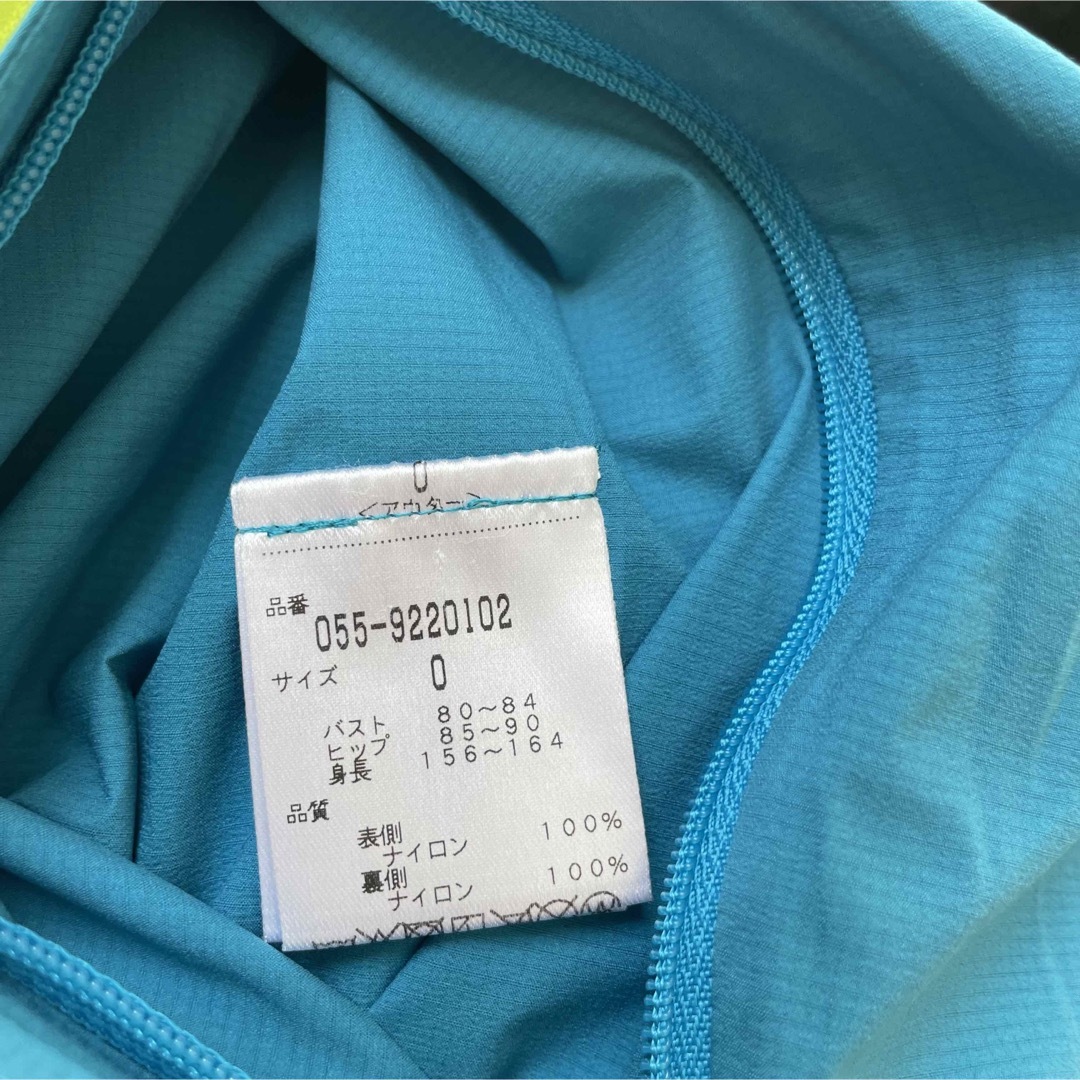 0
<アウター>
品番
055-9220102
サイズ 0
バスト 80~84
ヒップ 85~90
身長 156~164
品質
表側
ナイロン 100%
裏側
ナイロン 100%